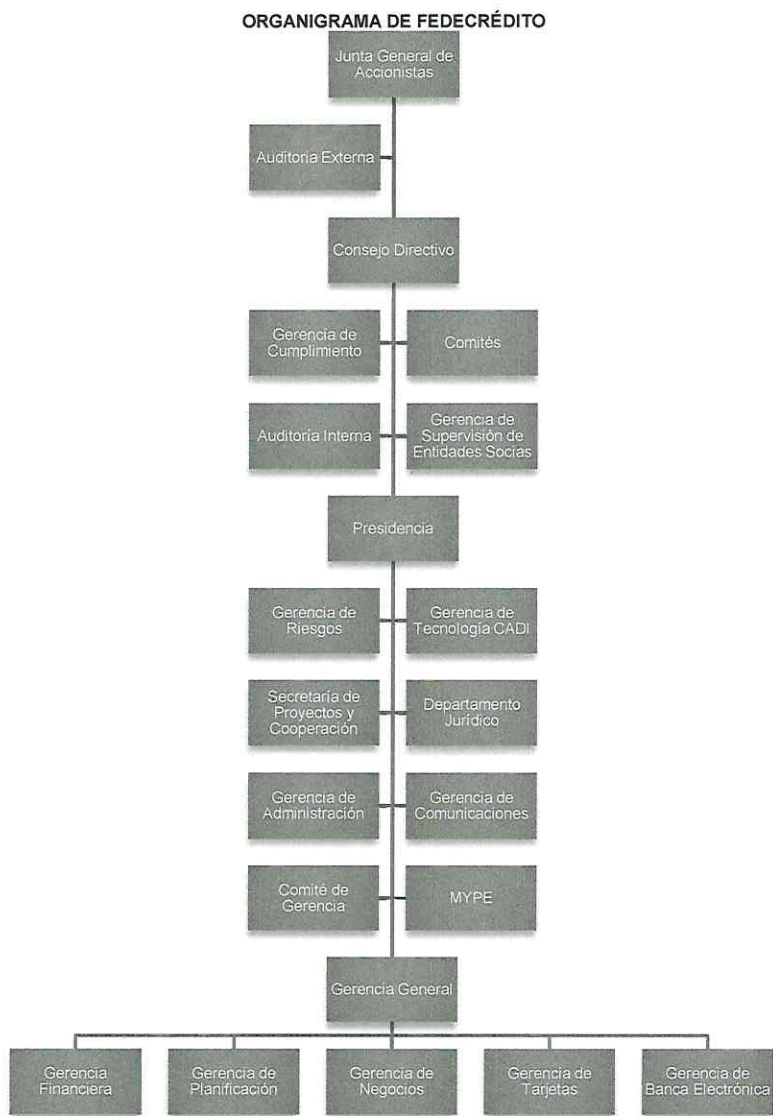 ORGANIGRAMA DE FEDECRÉDITO
Junta General de
Accionistas
Auditoria Externa
Consejo Directivo
Gerencia de
Cumplimiento
Comités
Auditoría Interna
Gerencia de
Supervisión de
Entidades Socias
Presidencia
Gerencia de
Riesgos
Gerencia de
Tecnología CADI
Secretaría de
Proyectos y
Cooperación
Departamento
Jurídico
Gerencia de
Administración
Gerencia de
Comunicaciones
Comité de
Gerencia
MYPE
Gerencia General
Gerencia
Financiera
Gerencia de
Planificación
Gerencia de
Negocios
Gerencia de
Tarjetas
Gerencia de
Banca Electrónica